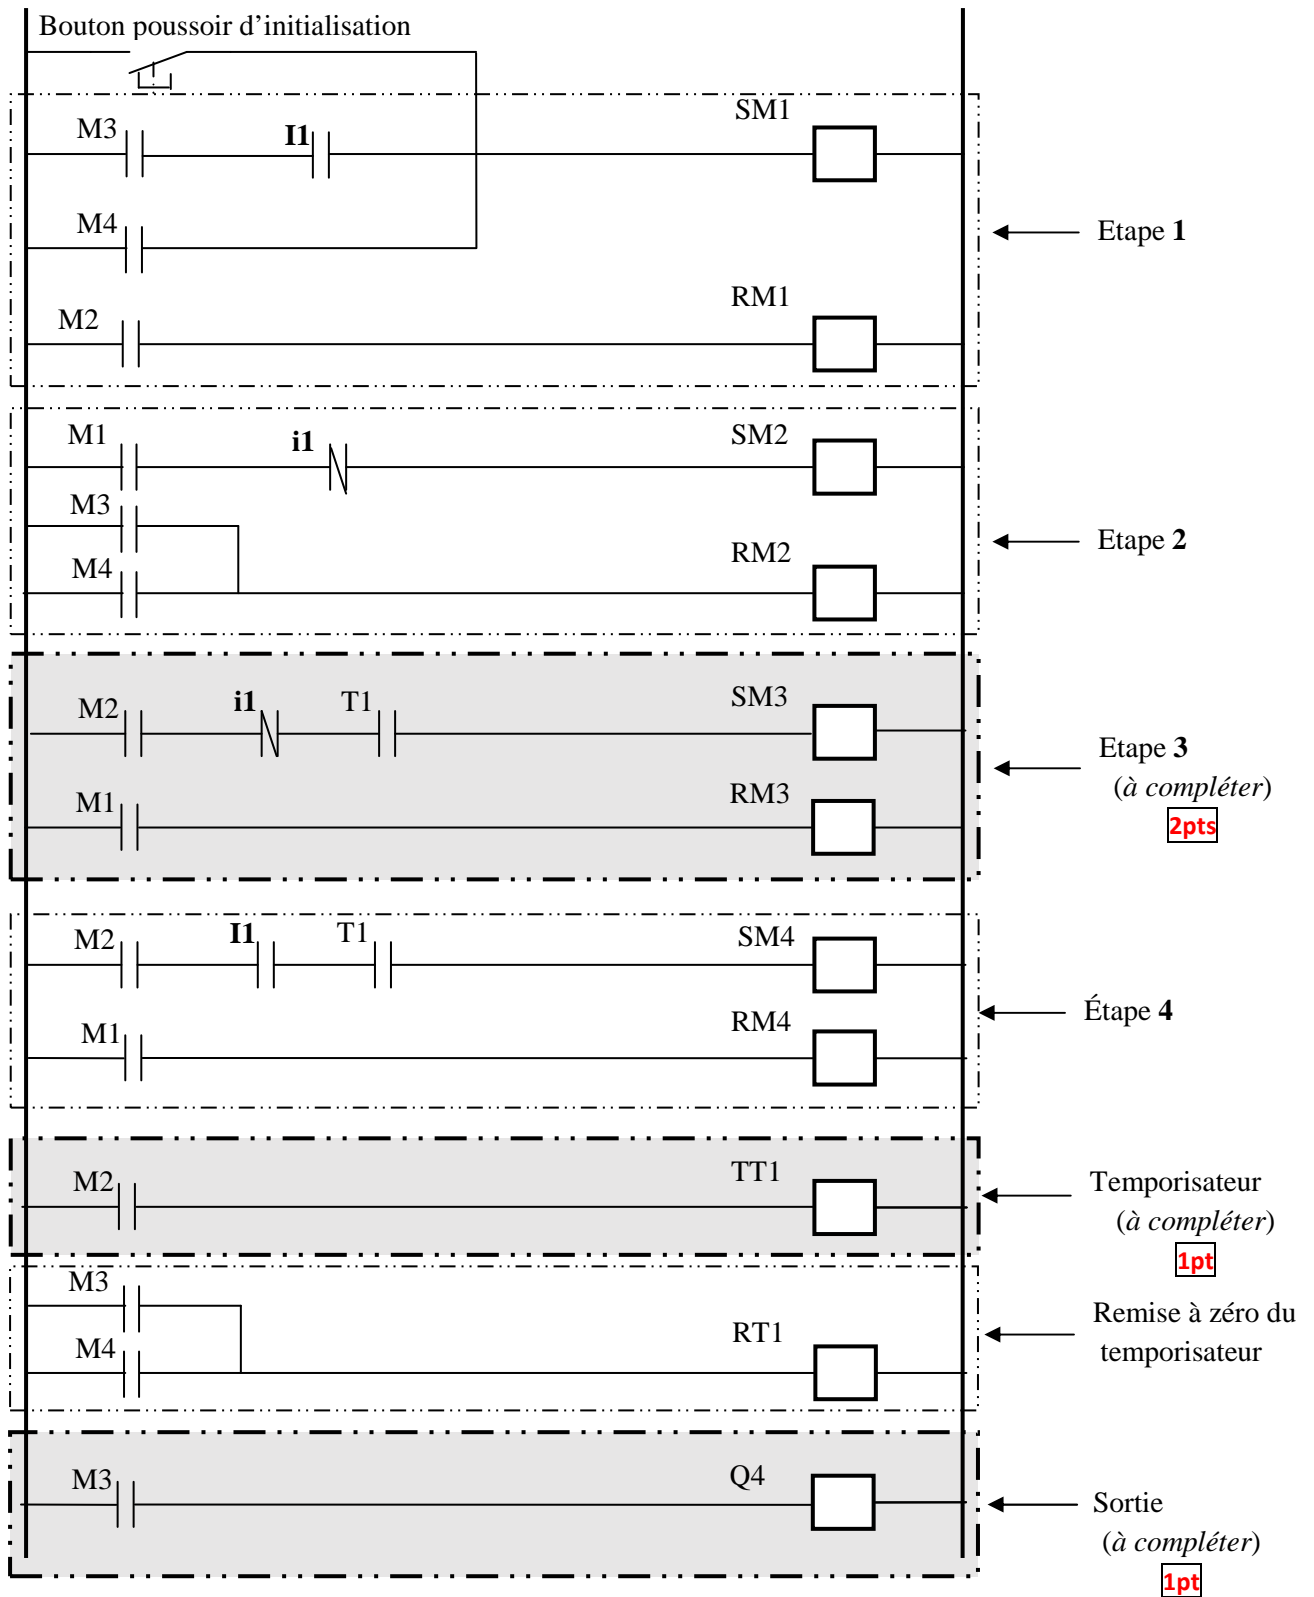 Bouton poussoir d'initialisation
M3 I1 SM1
M4
Etape 1
M2 RM1
M1 i1 SM2
M3
Etape 2
M4 RM2
M2 i1 T1 SM3
Etape 3
(à compléter)
M1 RM3
2pts
M2 I1 T1 SM4
Étape 4
M1 RM4
M2 TT1
Temporisateur
(à compléter)
1pt
M3
Remise à zéro du
temporisateur
M4 RT1
M3 Q4
Sortie
(à compléter)
1pt